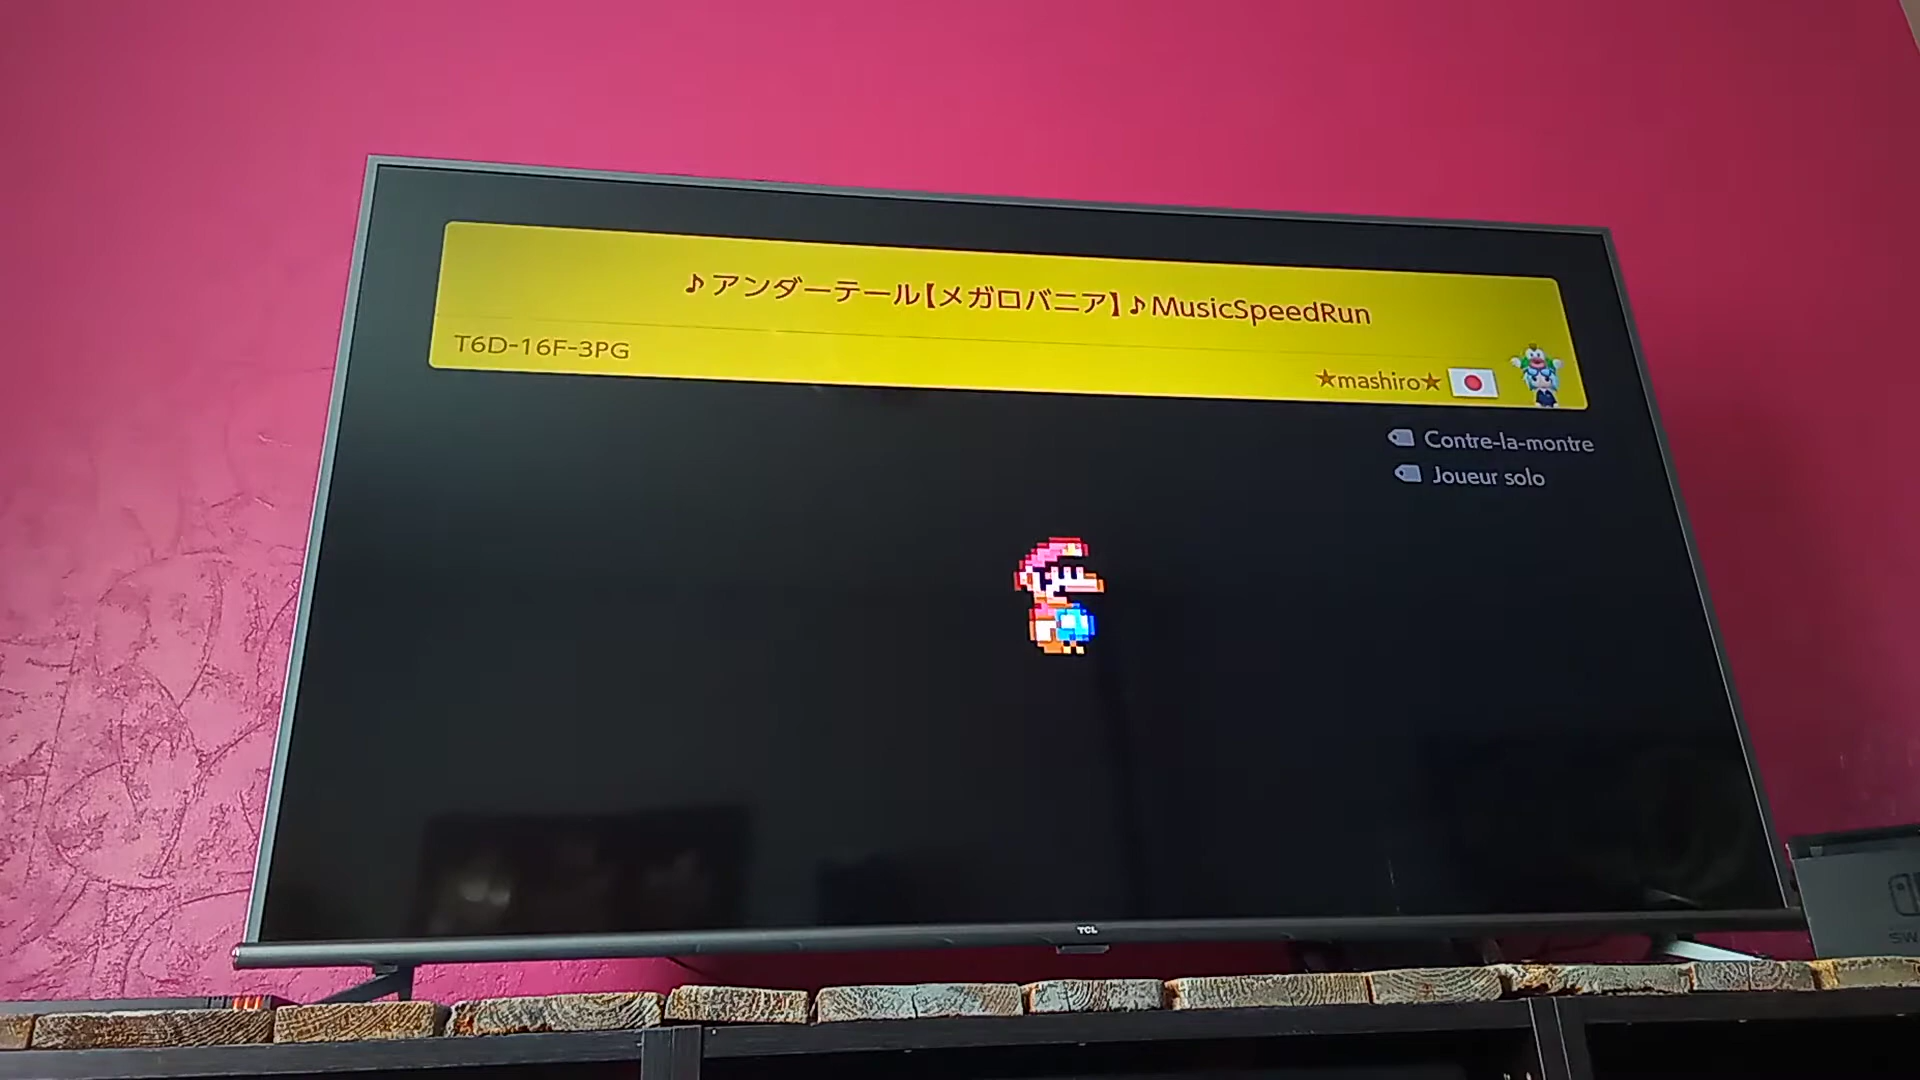 ♪アンダーテール【メガロバニア】♪MusicSpeedRun
T6D-16F-3PG
★mashiro★
Contre-la-montre
Joueur solo
TCL